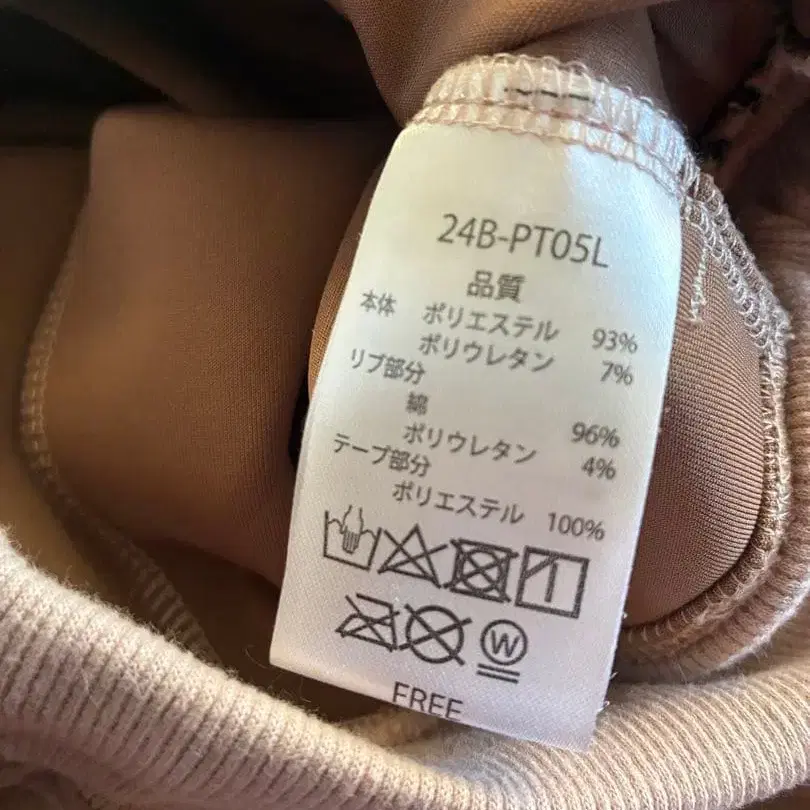 24B-PT05L
品質
本体 ポリエステル 93%
ポリウレタン 7%
リブ部分
綿 96%
ポリウレタン 4%
テープ部分
ポリエステル 100%
W
FREE